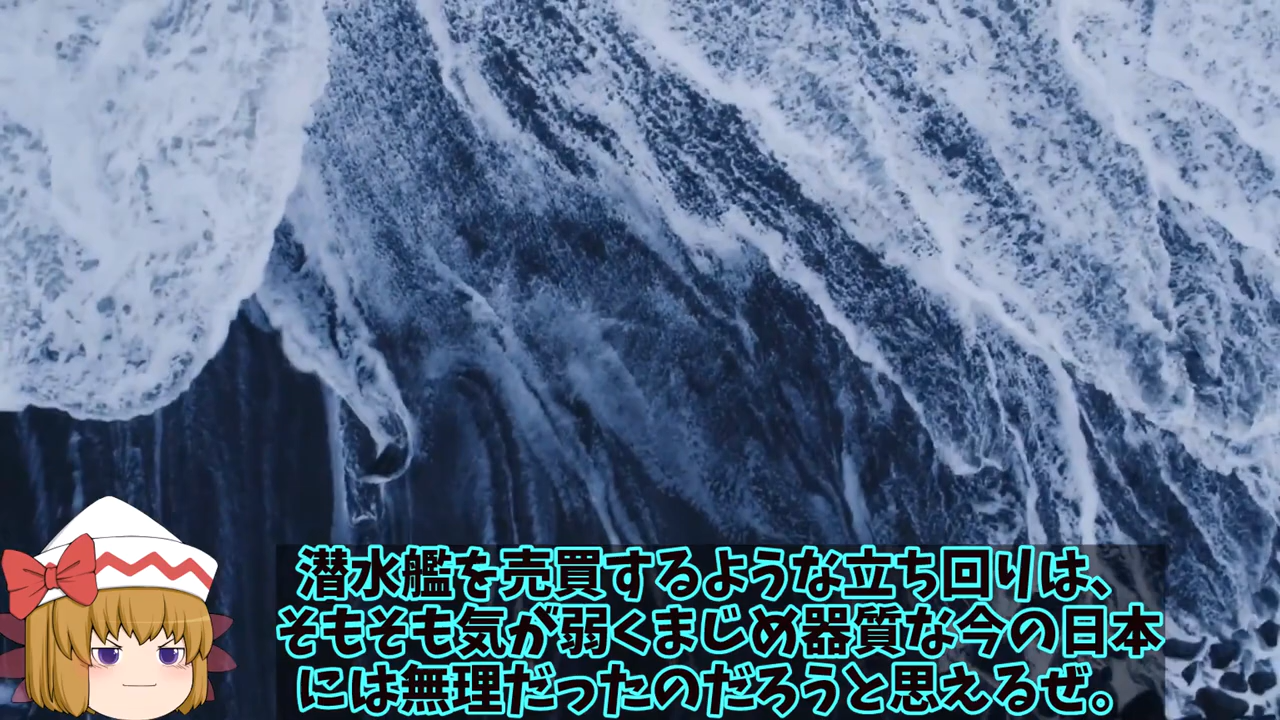 潜水艦を売買するような立ち回りは、
そもそも気が弱くまじめ器質な今の日本
には無理だったのだろうと思えるぜ。